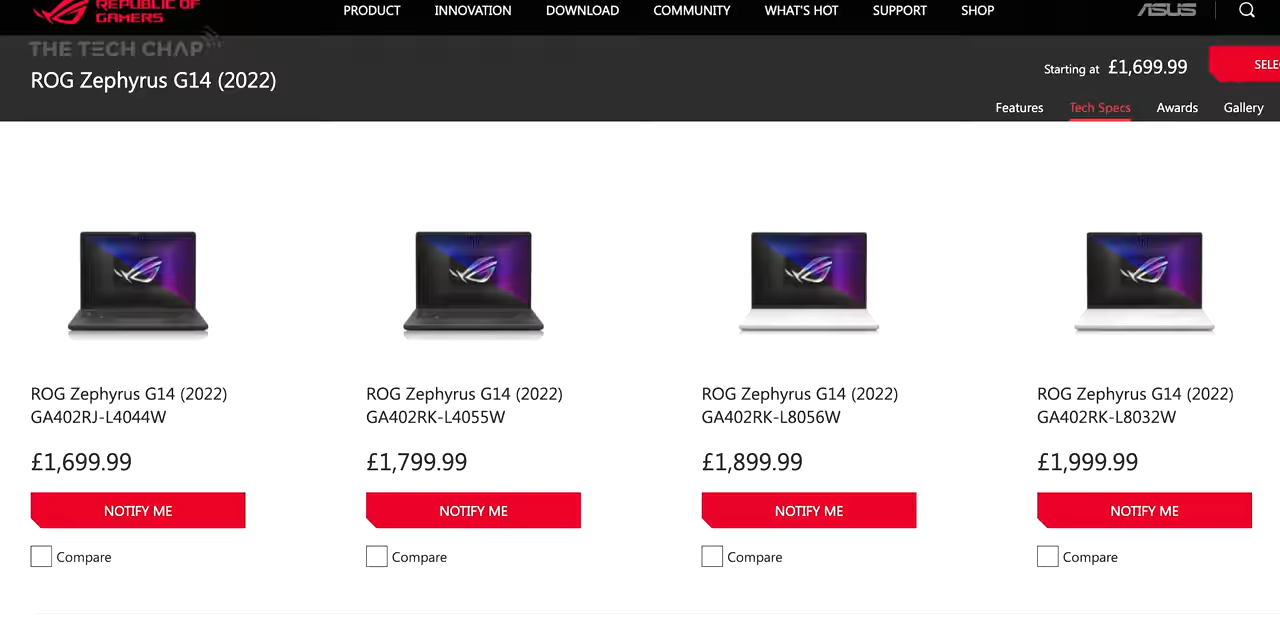 REPUBLIC OF
GAMERS
PRODUCT INNOVATION DOWNLOAD COMMUNITY WHAT'S HOT SUPPORT SHOP ASUS
THE TECH CHAP
ROG Zephyrus G14 (2022)
Starting at £1,699.99 SELE
Features Tech Specs Awards Gallery
ROG Zephyrus G14 (2022) ROG Zephyrus G14 (2022) ROG Zephyrus G14 (2022) ROG Zephyrus G14 (2022)
GA402RJ-L4044W GA402RK-L4055W GA402RK-L8056W GA402RK-L8032W
£1,699.99 £1,799.99 £1,899.99 £1,999.99
NOTIFY ME NOTIFY ME NOTIFY ME NOTIFY ME
Compare Compare Compare Compare